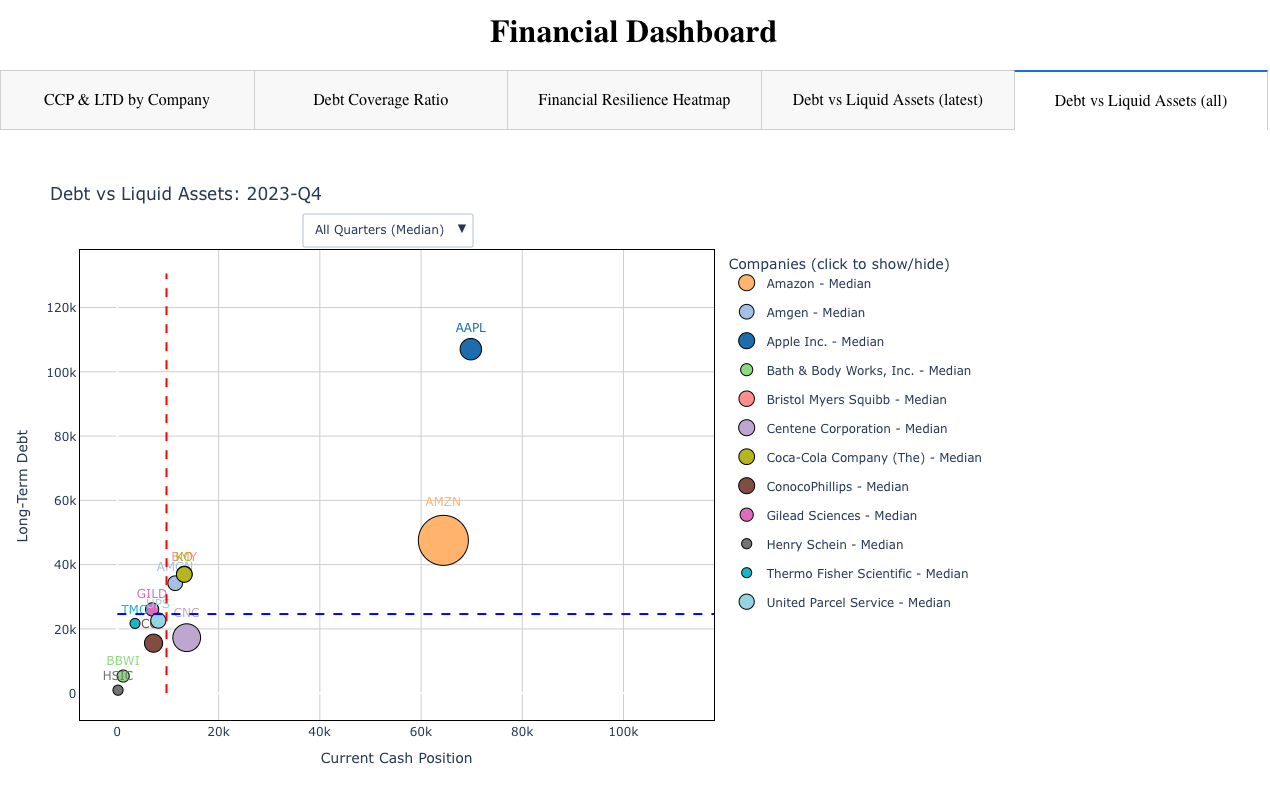 Financial Dashboard
CCP & LTD by Company
Debt Coverage Ratio
Financial Resilience Heatmap
Debt vs Liquid Assets (latest)
Debt vs Liquid Assets (all)
Debt vs Liquid Assets: 2023-Q4
All Quarters (Median) ▼
Long-Term Debt
120k
100k
80k
60k
40k
20k
0
AAPL
AMZN
BMY
KO
AMGN
GILD
UPS
TMO
CNC
BBWI
HSIC
0
20k
40k
60k
80k
100k
Current Cash Position
Companies (click to show/hide)
Amazon - Median
Amgen - Median
Apple Inc. - Median
Bath & Body Works, Inc. - Median
Bristol Myers Squibb - Median
Centene Corporation - Median
Coca-Cola Company (The) - Median
ConocoPhillips - Median
Gilead Sciences - Median
Henry Schein - Median
Thermo Fisher Scientific - Median
United Parcel Service - Median